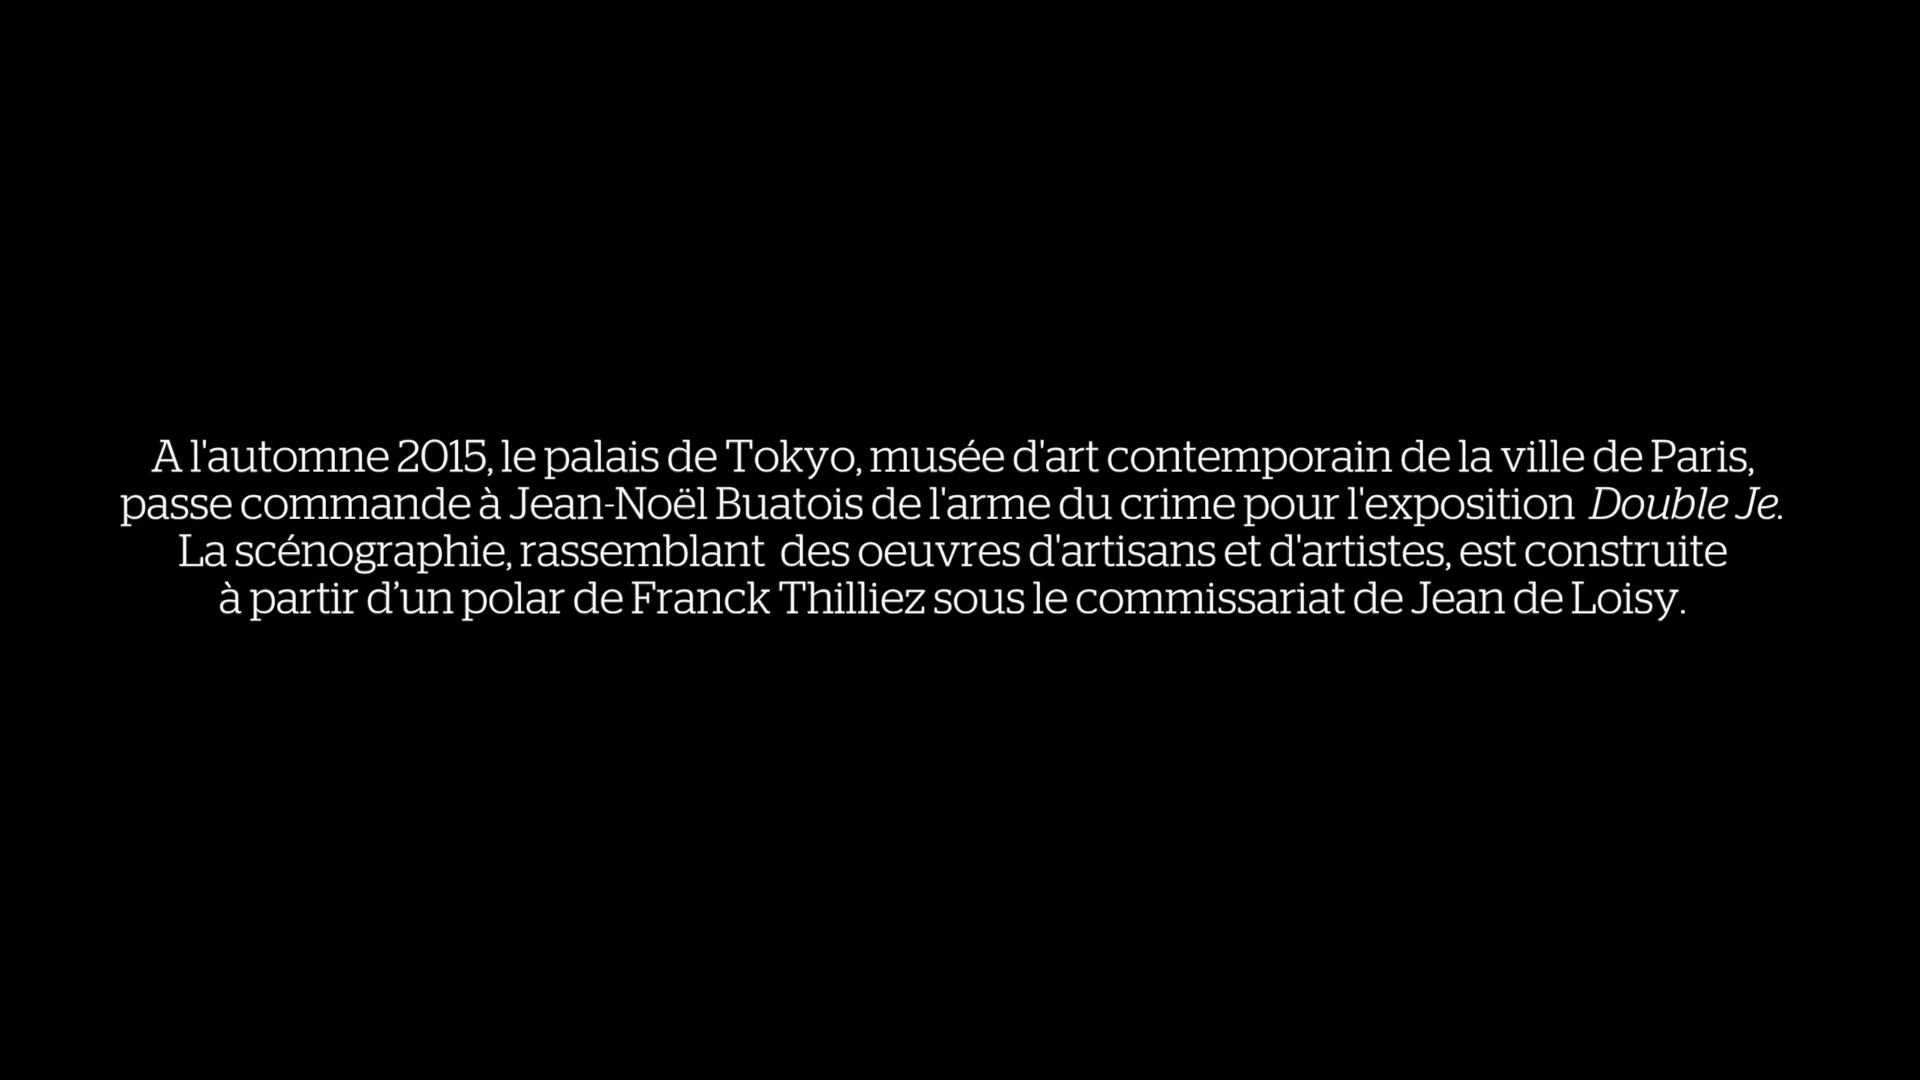 A l'automne 2015, le palais de Tokyo, musée d'art contemporain de la ville de Paris,
passe commande à Jean-Noël Buatois de l'arme du crime pour l'exposition Double Je.
La scénographie, rassemblant des oeuvres d'artisans et d'artistes, est construite
à partir d’un polar de Franck Thilliez sous le commissariat de Jean de Loisy.